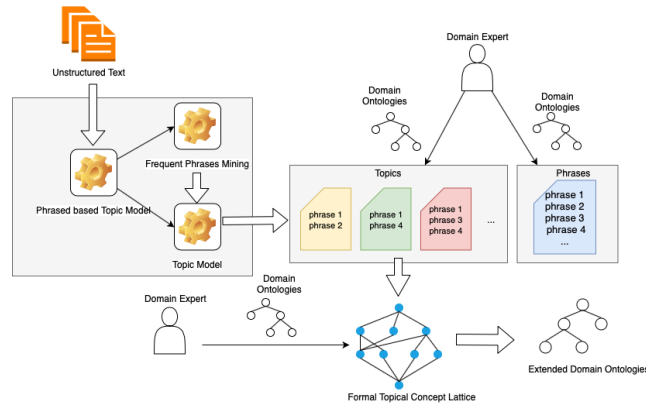 Unstructured Text
Domain Expert
Domain
Ontologies
Domain
Ontologies
Frequent Phrases Mining
Phrased based Topic Model
Topic Model
Topics
phrase 1
phrase 2
phrase 1
phrase 4
phrase 1
phrase 3
phrase 4
...
Phrases
phrase 1
phrase 2
phrase 3
phrase 4
...
Domain Expert
Domain
Ontologies
Formal Topical Concept Lattice
Extended Domain Ontologies